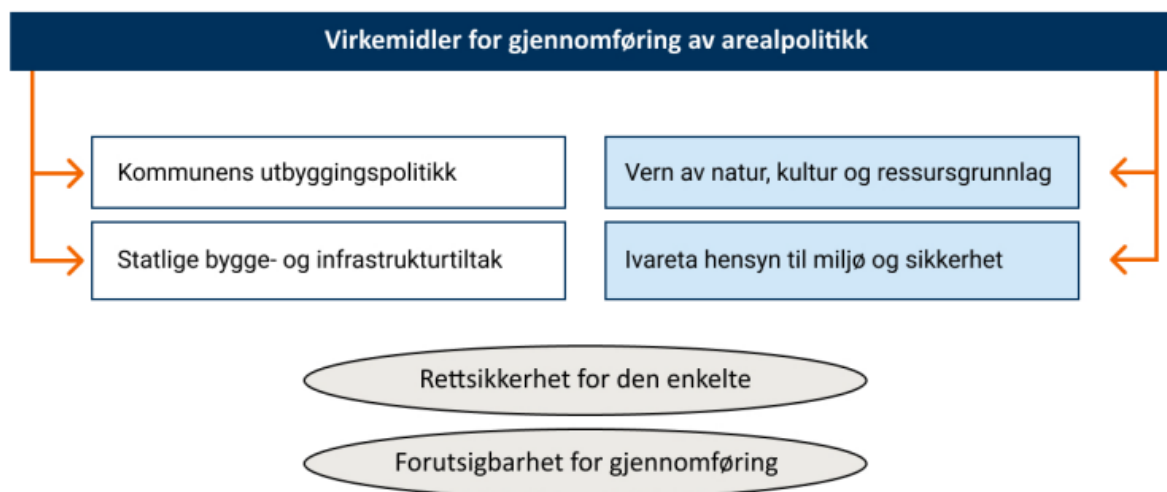 Virkemidler for gjennomføring av arealpolitikk
Kommunens utbyggingspolitikk
Vern av natur, kultur og ressursgrunnlag
Statlige bygge- og infrastrukturtiltak
Ivareta hensyn til miljø og sikkerhet
Rettsikkerhet for den enkelte
Forutsigbarhet for gjennomføring